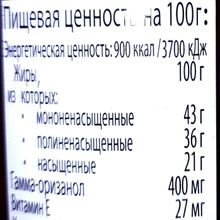 Пищевая ценность на 100г:
Энергетическая ценность: 900 ккал/3700 кДж
Жиры, 100 г
из которых:
• мононенасыщенные 43 г
• полиненасыщенные 36 г
• насыщенные 21 г
Гамма-оризанол 400 мг
Витамин Е 27 мг